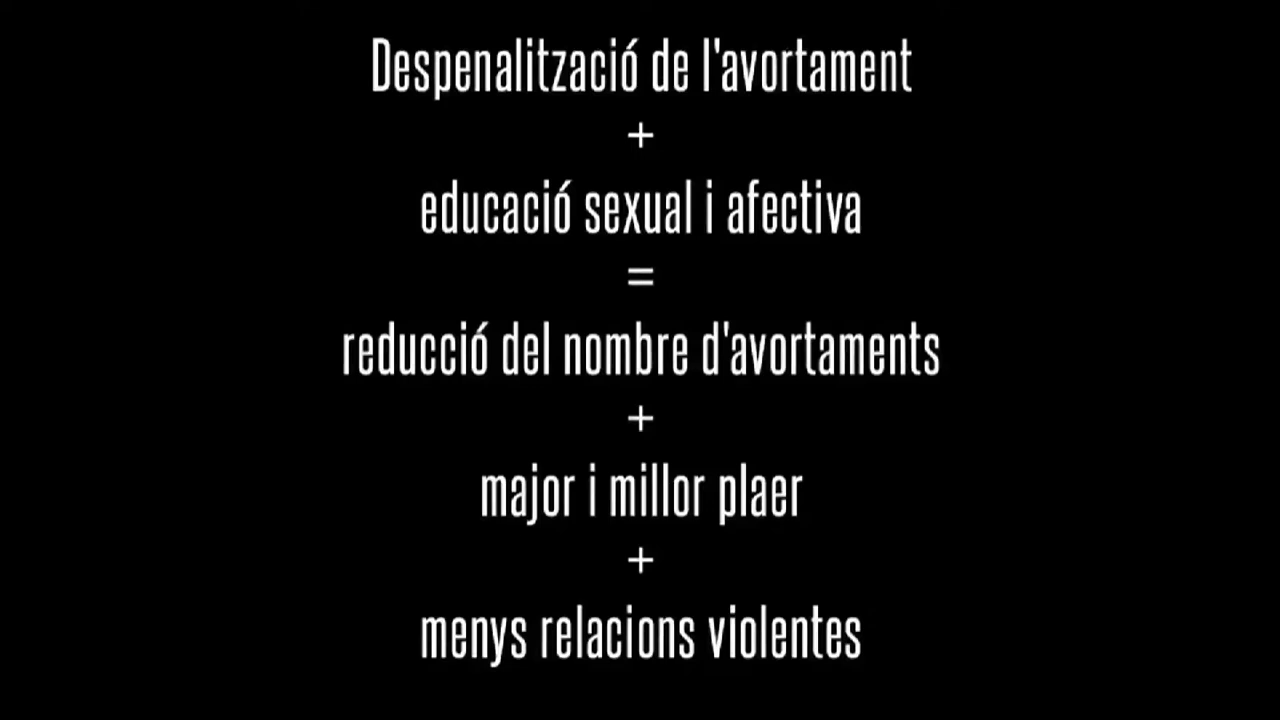 Despenalització de l'avortament
+
educació sexual i afectiva
=
reducció del nombre d'avortaments
+
major i millor plaer
+
menys relacions violentes